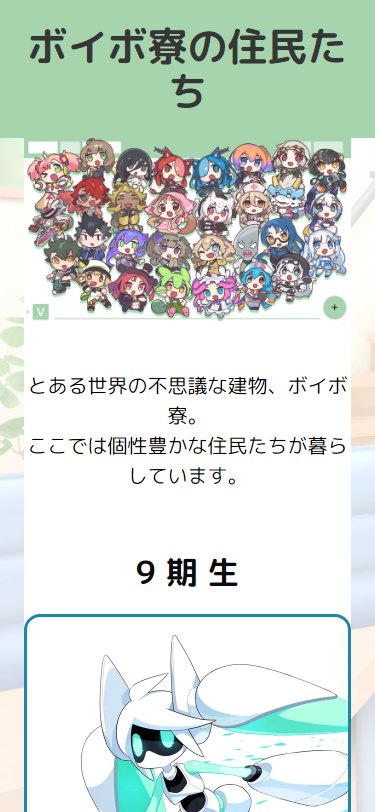 ボイボ寮の住民た
ち
V
+
とある世界の不思議な建物、ボイボ
寮。
ここでは個性豊かな住民たちが暮ら
しています。
9期生